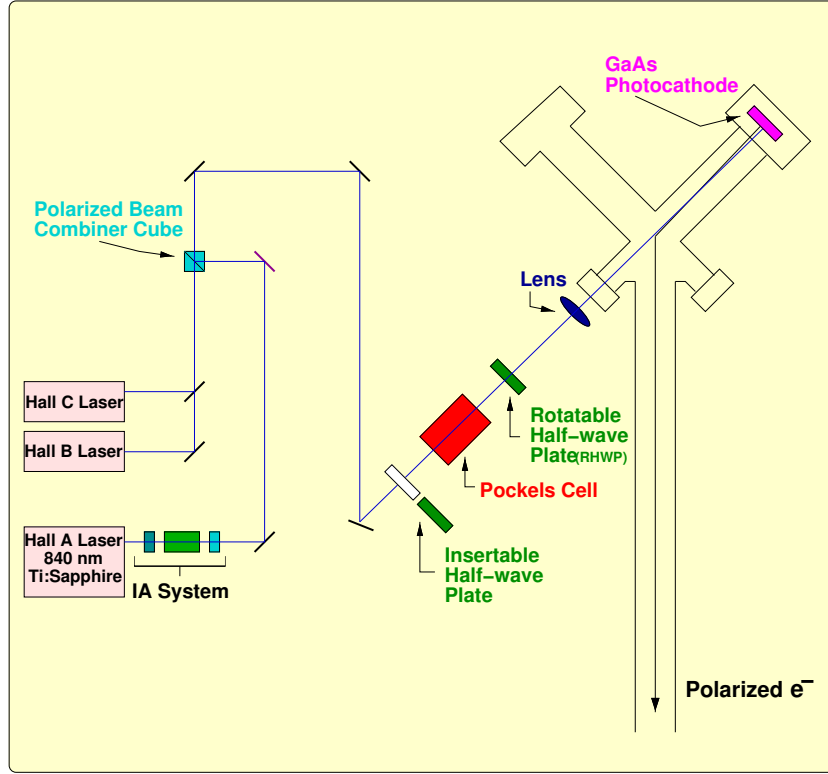 GaAs
Photocathode
Polarized Beam
Combiner Cube
Lens
Hall C Laser
Hall B Laser
Rotatable
Half−wave
Plate(RHWP)
Pockels Cell
Hall A Laser
840 nm
Ti:Sapphire
IA System
Insertable
Half−wave
Plate
Polarized e−